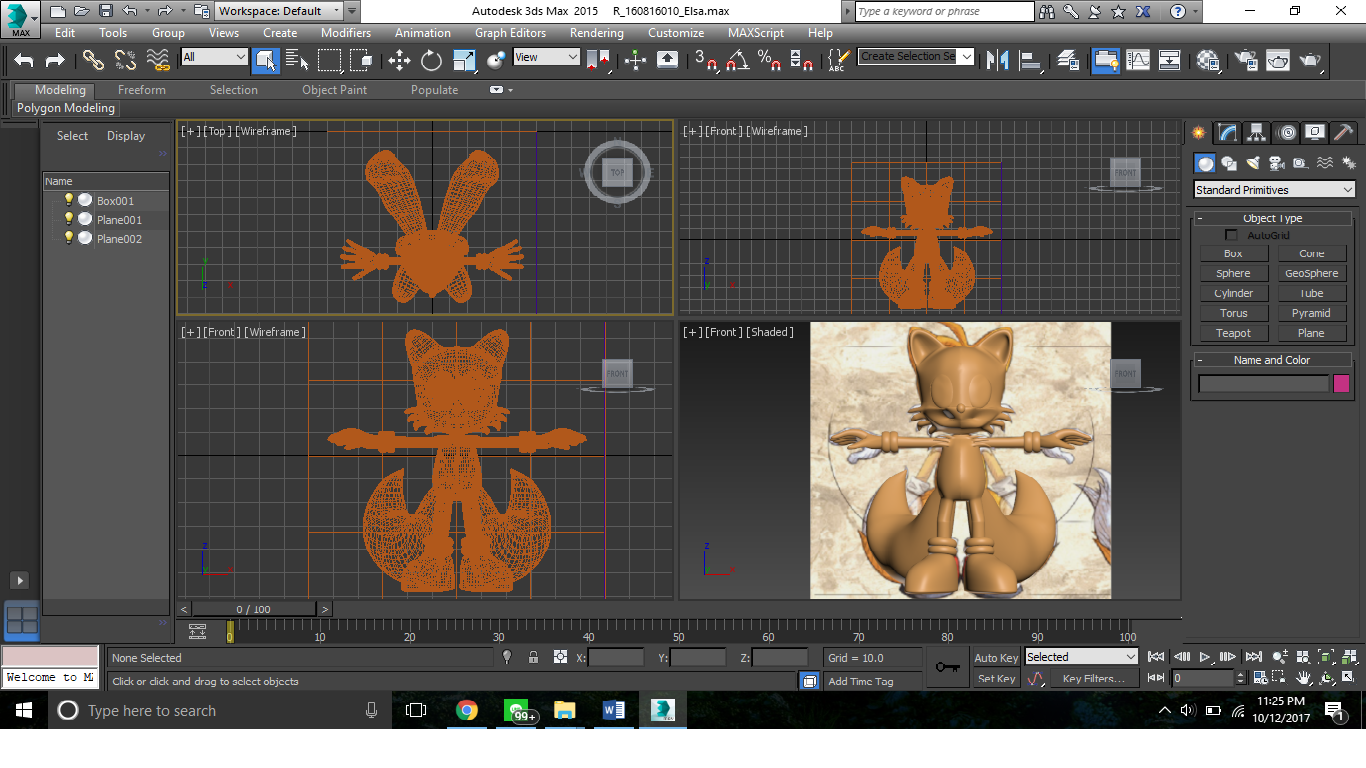 MAX
Workspace: Default
Autodesk 3ds Max 2015 R_160816010_Elsa.max
Type a keyword or phrase
Edit Tools Group Views Create Modifiers Animation Graph Editors Rendering Customize MAXScript Help
All
View
3
ABC
Create Selection Se
Modeling Freeform Selection Object Paint Populate
Polygon Modeling
Select Display
Name
Box001
Plane001
Plane002
[+] [Top] [Wireframe]
TOP
[+] [Front] [Wireframe]
FRONT
[+] [Front] [Wireframe]
FRONT
[+] [Front] [Shaded]
FRONT
Standard Primitives
- Object Type
AutoGrid
Box Cone
Sphere GeoSphere
Cylinder Tube
Torus Pyramid
Teapot Plane
- Name and Color
< 0 / 100 >
0 10 20 30 40 50 60 70 80 90 100
None Selected X: Y: Z: Grid = 10.0 Auto Key Selected
Welcome to MA
Click or click and drag to select objects Add Time Tag Set Key Key Filters... 0
Type here to search
99+
11:25 PM
10/12/2017
1